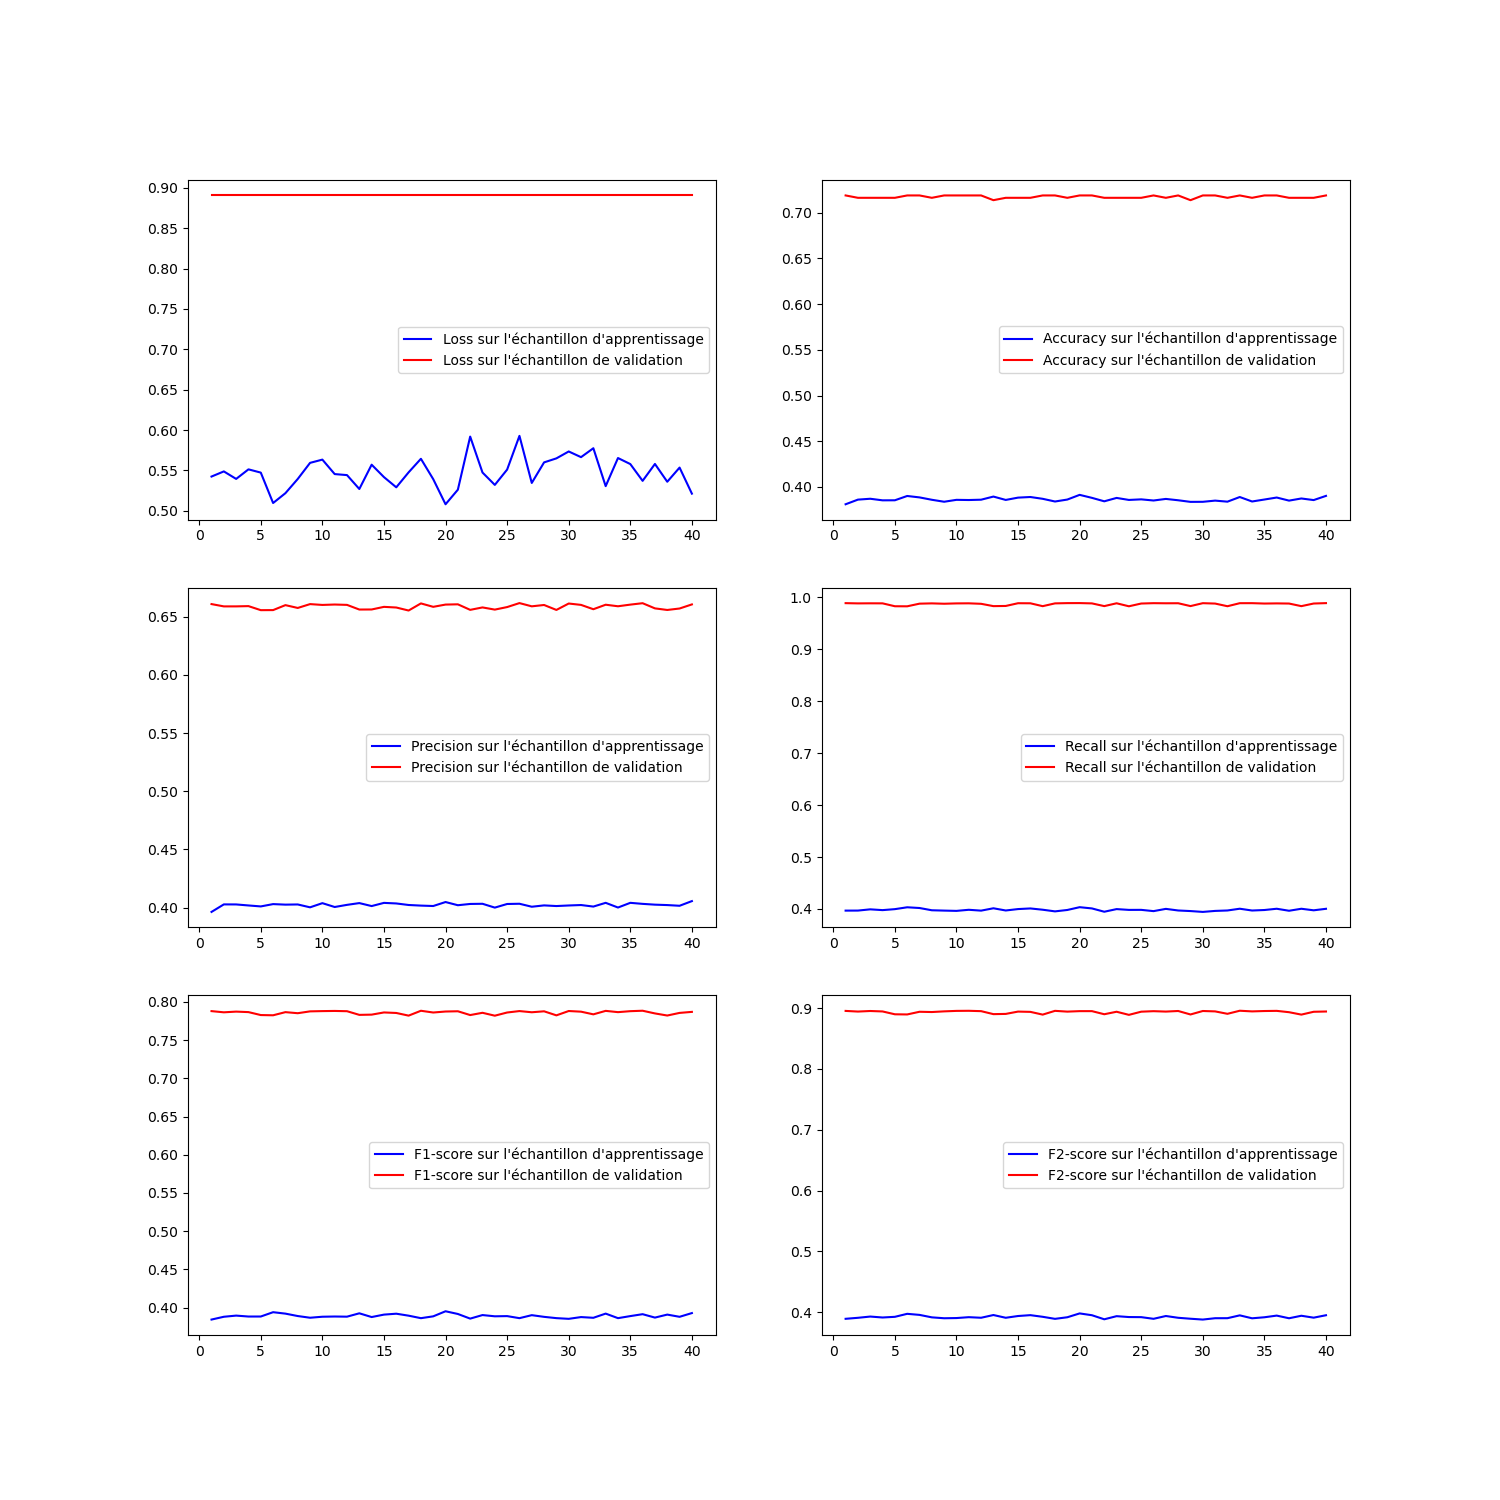 0.90
0.85
0.80
0.75
0.70
0.65
0.60
0.55
0.50
Loss sur l'échantillon d'apprentissage
Loss sur l'échantillon de validation
0 5 10 15 20 25 30 35 40
0.70
0.65
0.60
0.55
0.50
0.45
0.40
Accuracy sur l'échantillon d'apprentissage
Accuracy sur l'échantillon de validation
0 5 10 15 20 25 30 35 40
0.65
0.60
0.55
0.50
0.45
0.40
Precision sur l'échantillon d'apprentissage
Precision sur l'échantillon de validation
0 5 10 15 20 25 30 35 40
1.0
0.9
0.8
0.7
0.6
0.5
0.4
Recall sur l'échantillon d'apprentissage
Recall sur l'échantillon de validation
0 5 10 15 20 25 30 35 40
0.80
0.75
0.70
0.65
0.60
0.55
0.50
0.45
0.40
F1-score sur l'échantillon d'apprentissage
F1-score sur l'échantillon de validation
0 5 10 15 20 25 30 35 40
0.9
0.8
0.7
0.6
0.5
0.4
F2-score sur l'échantillon d'apprentissage
F2-score sur l'échantillon de validation
0 5 10 15 20 25 30 35 40